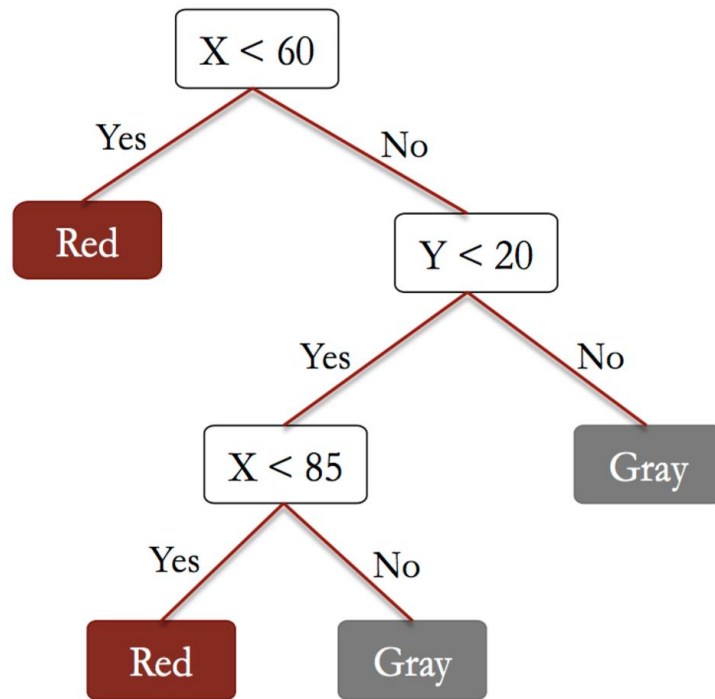 X < 60
Yes
No
Red
Y < 20
Yes
No
X < 85
Gray
Yes
No
Red
Gray